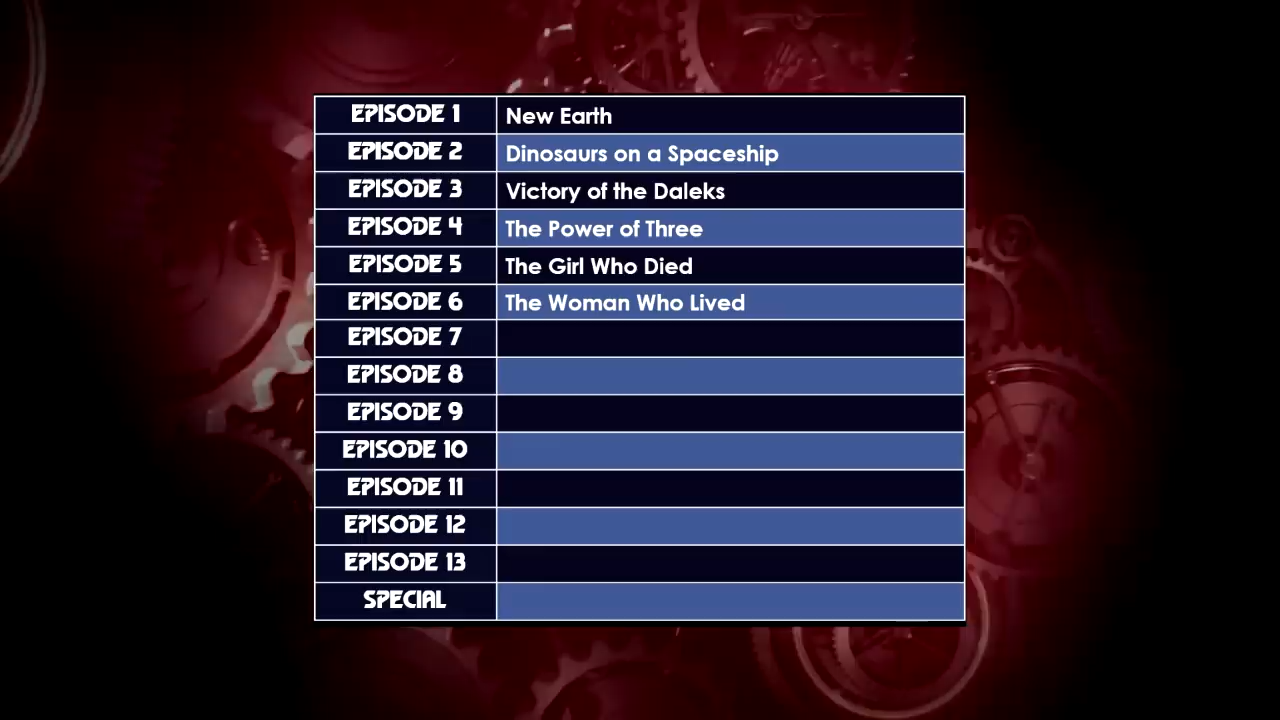 EPISODE 1 New Earth
EPISODE 2 Dinosaurs on a Spaceship
EPISODE 3 Victory of the Daleks
EPISODE 4 The Power of Three
EPISODE 5 The Girl Who Died
EPISODE 6 The Woman Who Lived
EPISODE 7
EPISODE 8
EPISODE 9
EPISODE 10
EPISODE 11
EPISODE 12
EPISODE 13
SPECIAL